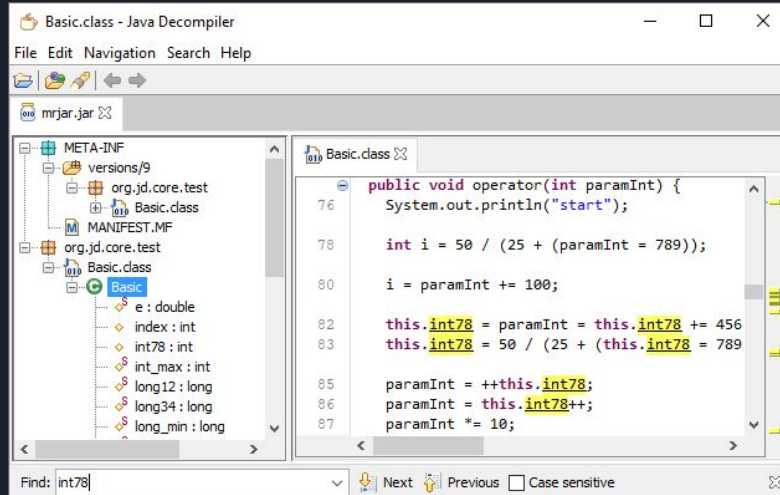 Basic.class - Java Decompiler
File Edit Navigation Search Help
mrjar.jar
META-INF
versions/9
org.jd.core.test
Basic.class
MANIFEST.MF
org.jd.core.test
Basic.class
Basic
e : double
index : int
int78 : int
int_max : int
long12 : long
long34 : long
long_min : long
Basic.class
public void operator(int paramInt) {
76 System.out.println("start");
78 int i = 50 / (25 + (paramInt = 789));
80 i = paramInt += 100;
82 this.int78 = paramInt = this.int78 += 456
83 this.int78 = 50 / (25 + (this.int78 = 789
85 paramInt = ++this.int78;
86 paramInt = this.int78++;
87 paramInt *= 10;
Find: int78 Next Previous Case sensitive